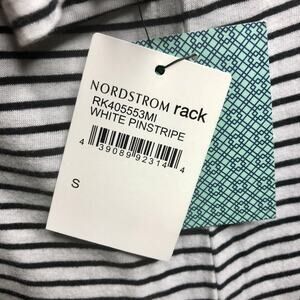 NORDSTROM rack
RK405553MI
WHITE PINSTRIPE
4 39089 92314 4
S